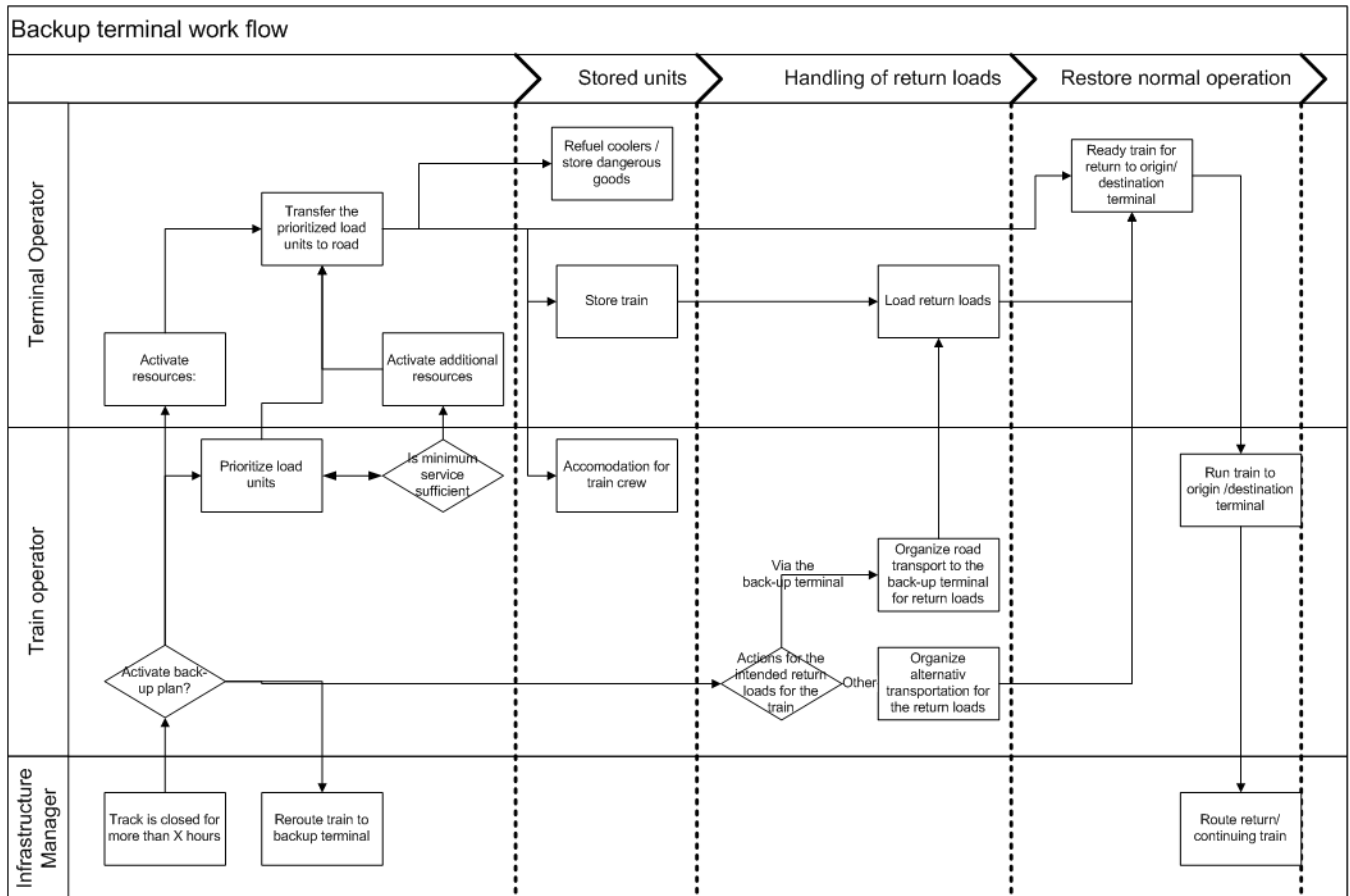 Backup terminal work flow
Stored units
Handling of return loads
Restore normal operation
Terminal Operator
Refuel coolers /
store dangerous
goods
Ready train for
return to origin/
destination
terminal
Transfer the
prioritized load
units to road
Store train
Load return loads
Activate
resources:
Activate additional
resources
Train operator
Prioritize load
units
Is minimum
service
sufficient
Accomodation for
train crew
Run train to
origin /destination
terminal
Via the
back-up terminal
Organize road
transport to the
back-up terminal
for return loads
Activate back-
up plan?
Actions for the
intended return
loads for the
train
Other
Organize
alternativ
transportation for
the return loads
Infrastructure
Manager
Track is closed for
more than X hours
Reroute train to
backup terminal
Route return/
continuing train